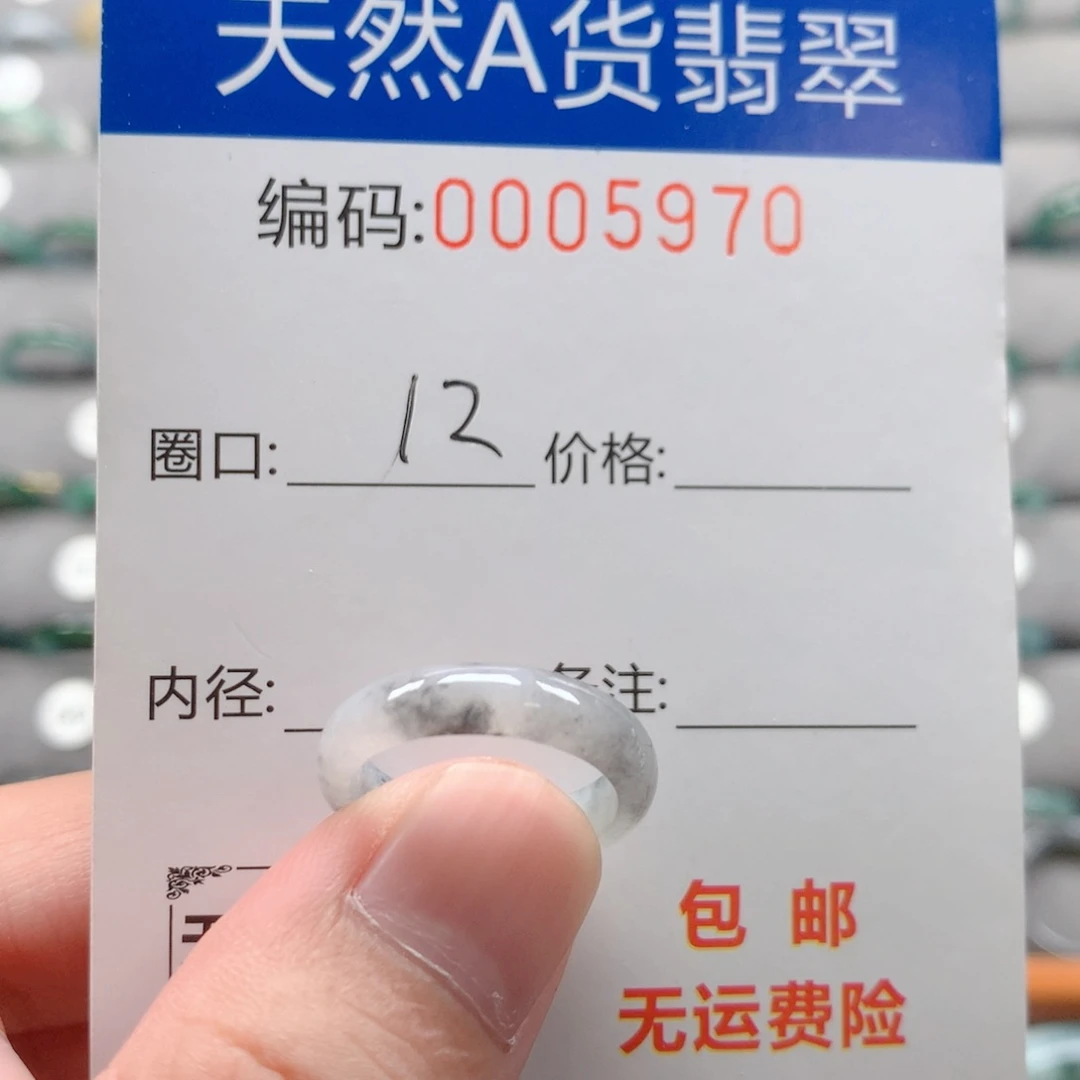 天然A货翡翠
编码:0005970
圈口: 12 价格:
内径: 备注:
包 邮
无运费险